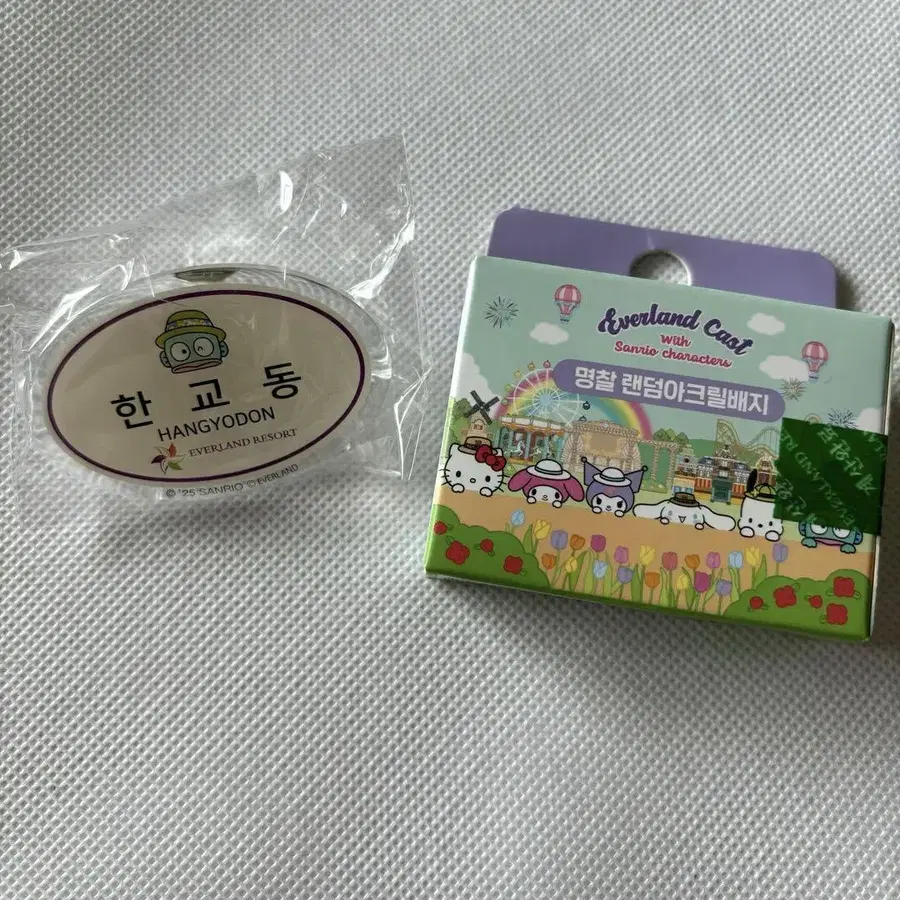 한 교 동
HANGYODON
EVERLAND RESORT
© '25 SANRIO © EVERLAND
Everland Cast
with
Sanrio characters
명찰 랜덤아크릴배지